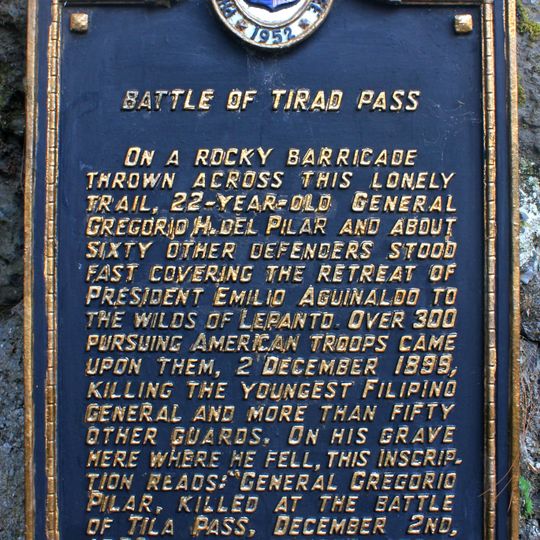 1952
BATTLE OF TIRAD PASS
ON A ROCKY BARRICADE
THROWN ACROSS THIS LONELY
TRAIL, 22-YEAR-OLD GENERAL
GREGORIO H. DEL PILAR AND ABOUT
SIXTY OTHER DEFENDERS STOOD
FAST COVERING THE RETREAT OF
PRESIDENT EMILIO AGUINALDO TO
THE WILDS OF LEPANTO. OVER 300
PURSUING AMERICAN TROOPS CAME
UPON THEM, 2 DECEMBER 1899,
KILLING THE YOUNGEST FILIPINO
GENERAL AND MORE THAN FIFTY
OTHER GUARDS. ON HIS GRAVE
HERE WHERE HE FELL, THIS INSCRIP-
TION READS: "GENERAL GREGORIO
PILAR, KILLED AT THE BATTLE
OF TILA PASS, DECEMBER 2ND,